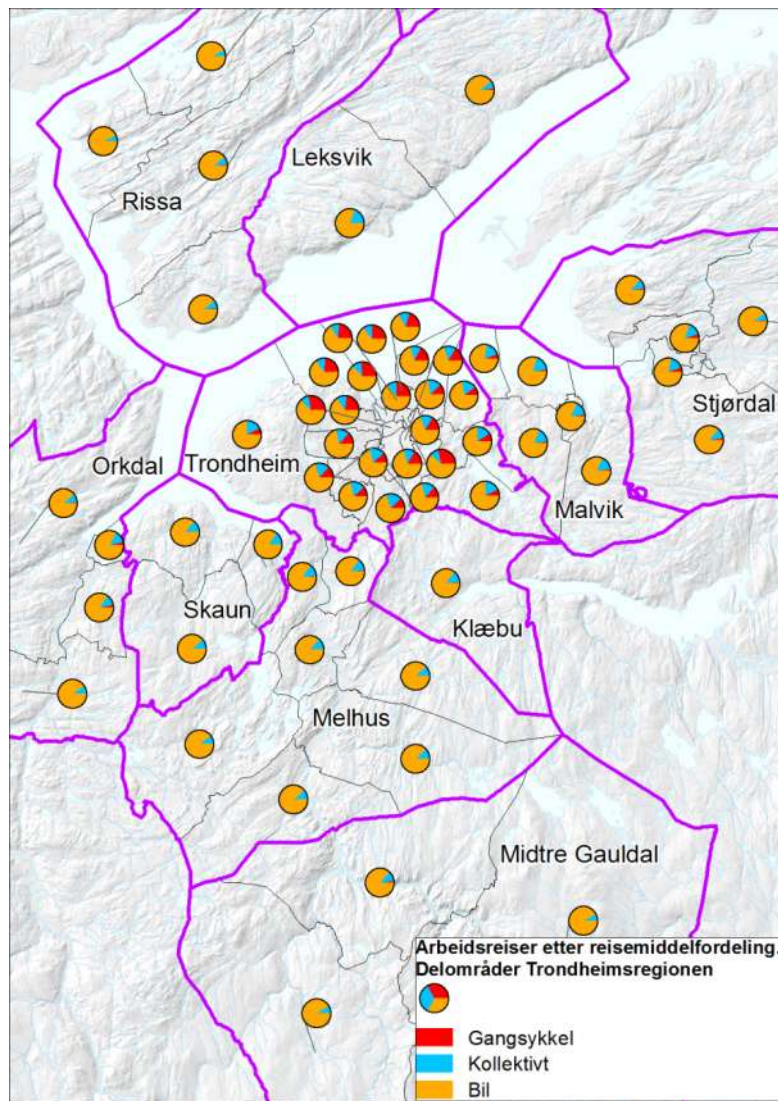 Leksvik
Rissa
Stjørdal
Orkdal
Trondheim
Malvik
Skaun
Klæbu
Melhus
Midtre Gauldal
Arbeidsreiser etter reisemiddelfordeling.
Delområder Trondheimsregionen
Gangsykkel
Kollektivt
Bil